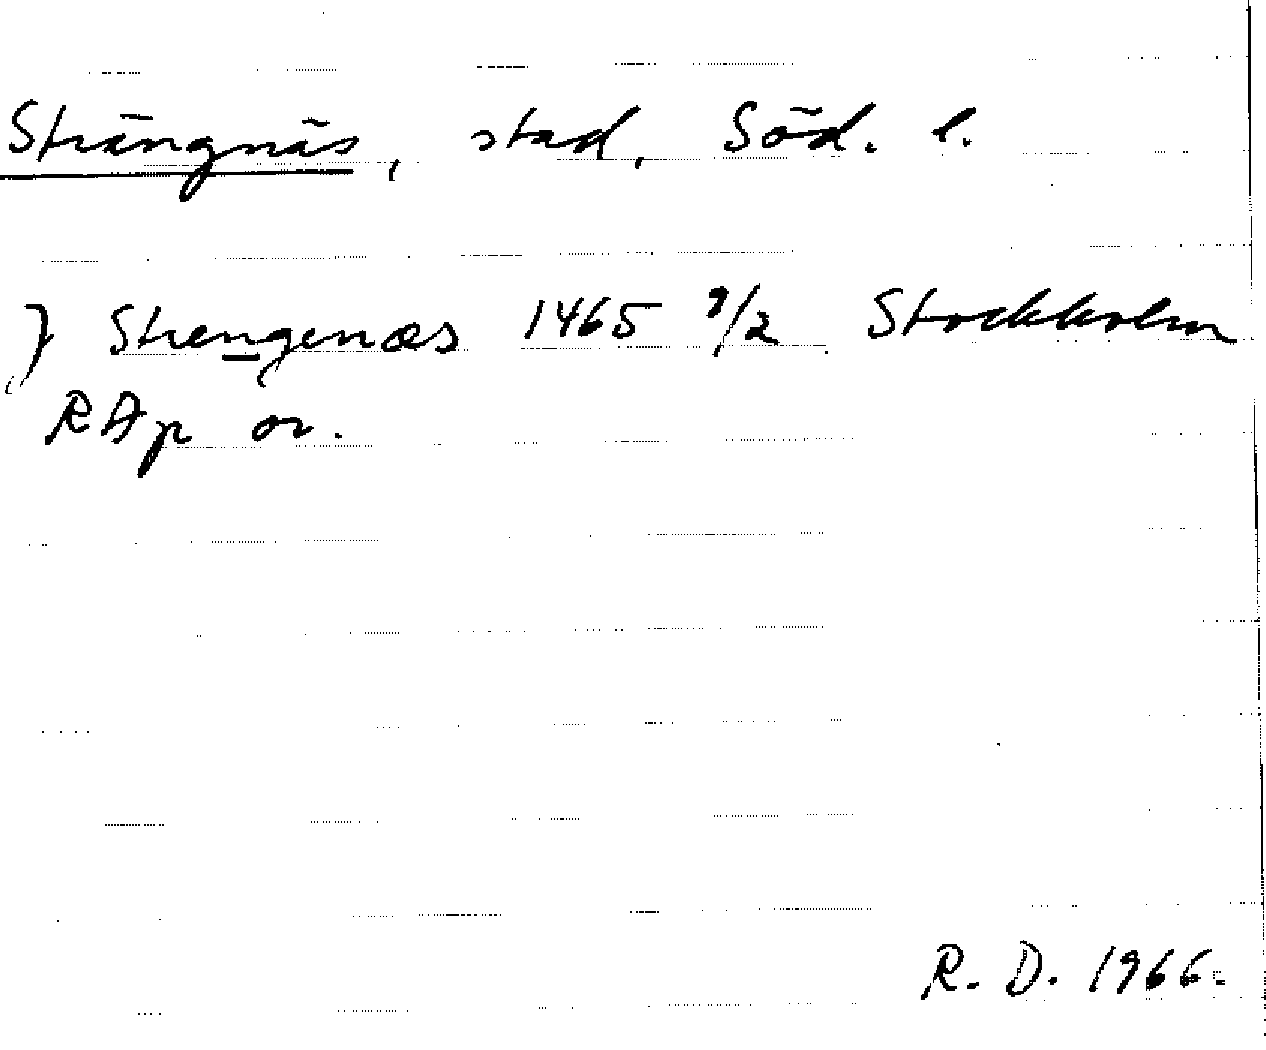 Strängnäs, stad, Söd. l.
} Strengenæs 1465 9/2 Stockholm
RAp or.
R. D. 1966.